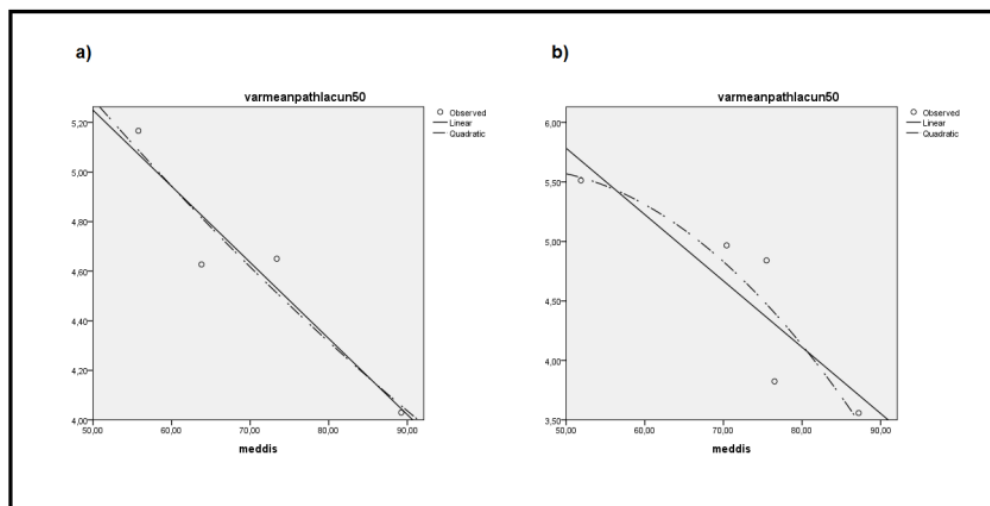 a)
varmeanpathlacun50
Observed
Linear
Quadratic
5,20
5,00
4,80
4,60
4,40
4,20
4,00
50,00 60,00 70,00 80,00 90,00
meddis
b)
varmeanpathlacun50
Observed
Linear
Quadratic
6,00
5,50
5,00
4,50
4,00
3,50
50,00 60,00 70,00 80,00 90,00
meddis